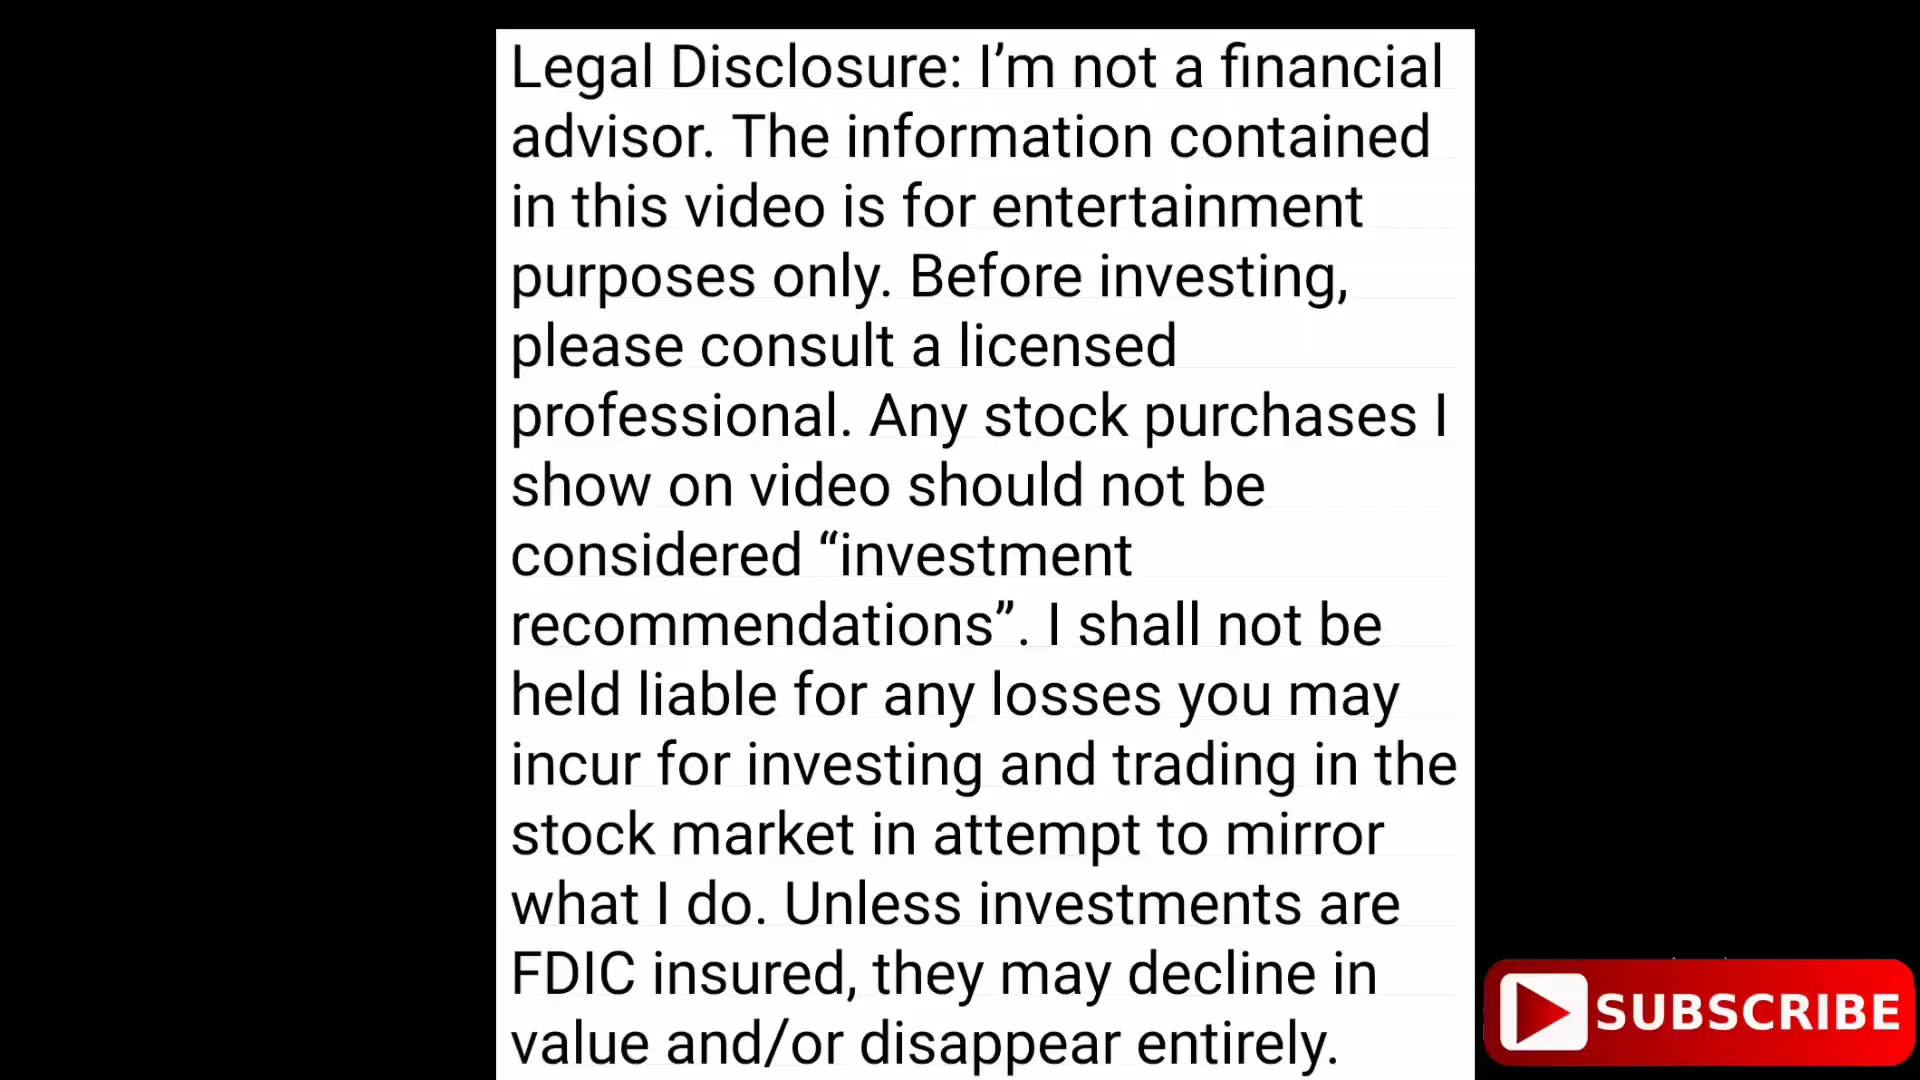 Legal Disclosure: I’m not a financial
advisor. The information contained
in this video is for entertainment
purposes only. Before investing,
please consult a licensed
professional. Any stock purchases I
show on video should not be
considered “investment
recommendations”. I shall not be
held liable for any losses you may
incur for investing and trading in the
stock market in attempt to mirror
what I do. Unless investments are
FDIC insured, they may decline in
value and/or disappear entirely.
SUBSCRIBE